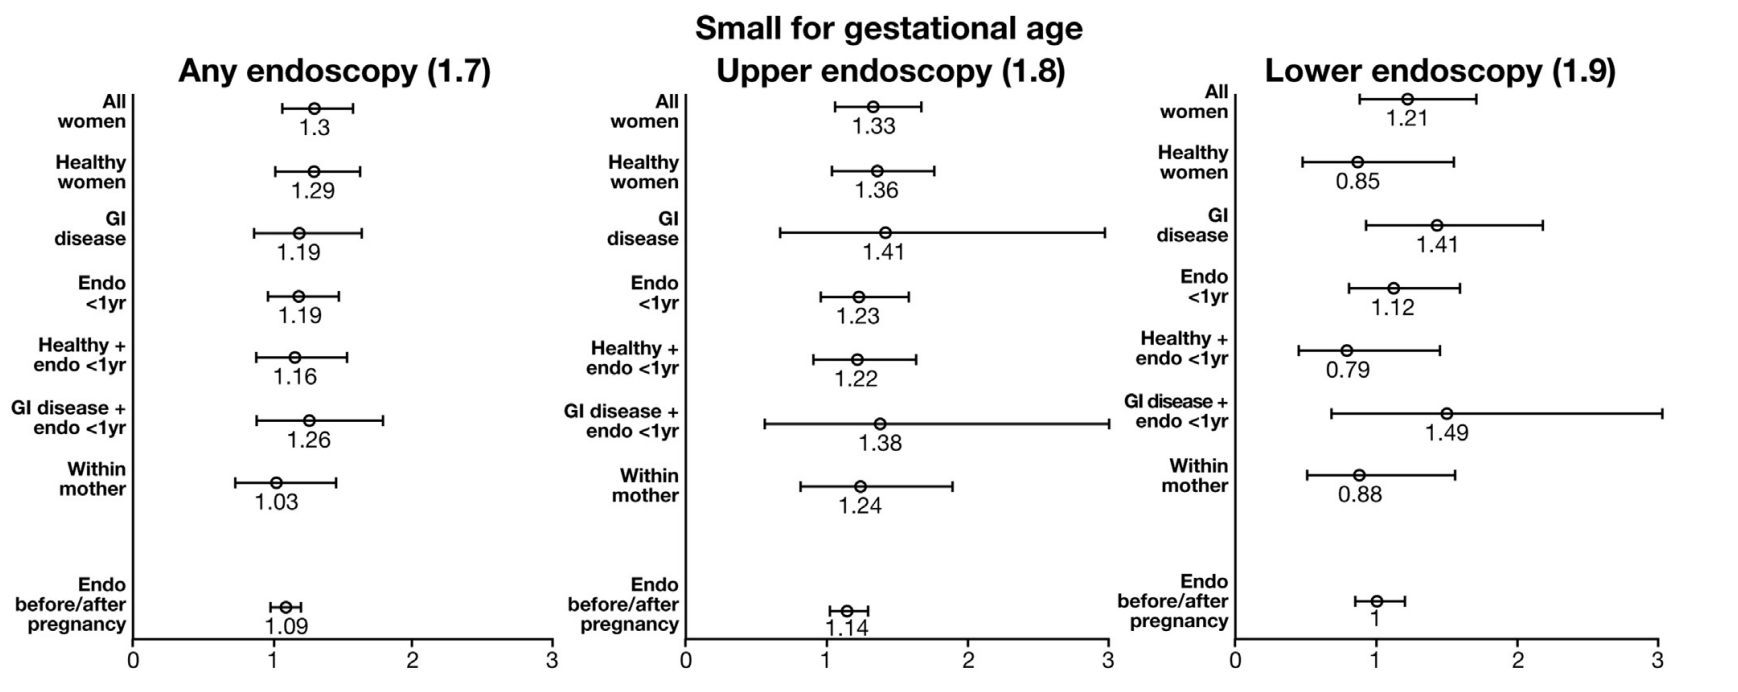 Small for gestational age
Any endoscopy (1.7)
All
women
1.3
Healthy
women
1.29
GI
disease
1.19
Endo
<1yr
1.19
Healthy +
endo <1yr
1.16
GI disease +
endo <1yr
1.26
Within
mother
1.03
Endo
before/after
pregnancy
1.09
0 1 2 3
Upper endoscopy (1.8)
All
women
1.33
Healthy
women
1.36
GI
disease
1.41
Endo
<1yr
1.23
Healthy +
endo <1yr
1.22
GI disease +
endo <1yr
1.38
Within
mother
1.24
Endo
before/after
pregnancy
1.14
0 1 2 3
Lower endoscopy (1.9)
All
women
1.21
Healthy
women
0.85
GI
disease
1.41
Endo
<1yr
1.12
Healthy +
endo <1yr
0.79
GI disease +
endo <1yr
1.49
Within
mother
0.88
Endo
before/after
pregnancy
1
0 1 2 3